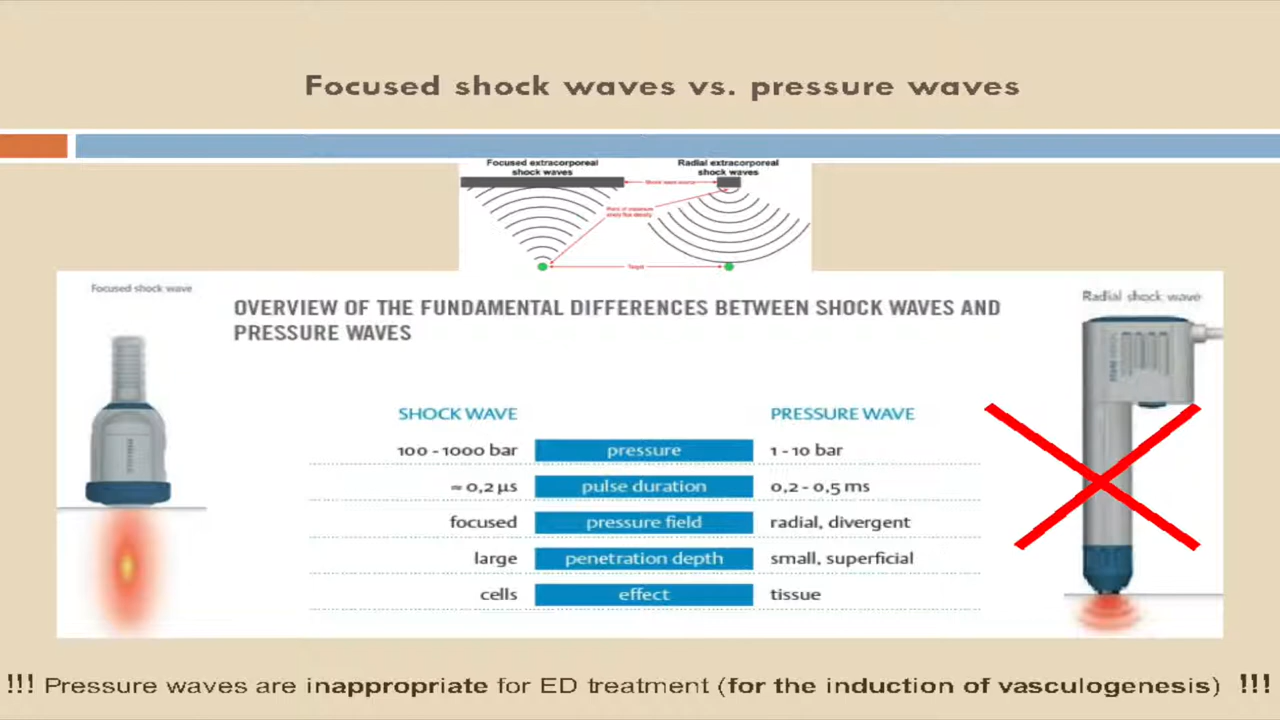 Focused shock waves vs. pressure waves
Focused extracorporeal
shock waves
Radial extracorporeal
shock waves
Shock wave source
Point of maximum
energy flux density
Target
Focused shock wave
OVERVIEW OF THE FUNDAMENTAL DIFFERENCES BETWEEN SHOCK WAVES AND
PRESSURE WAVES
Radial shock wave
SHOCK WAVE PRESSURE WAVE
100 - 1000 bar pressure 1 - 10 bar
≈ 0,2 µs pulse duration 0,2 - 0,5 ms
focused pressure field radial, divergent
large penetration depth small, superficial
cells effect tissue
!!! Pressure waves are inappropriate for ED treatment (for the induction of vasculogenesis) !!!